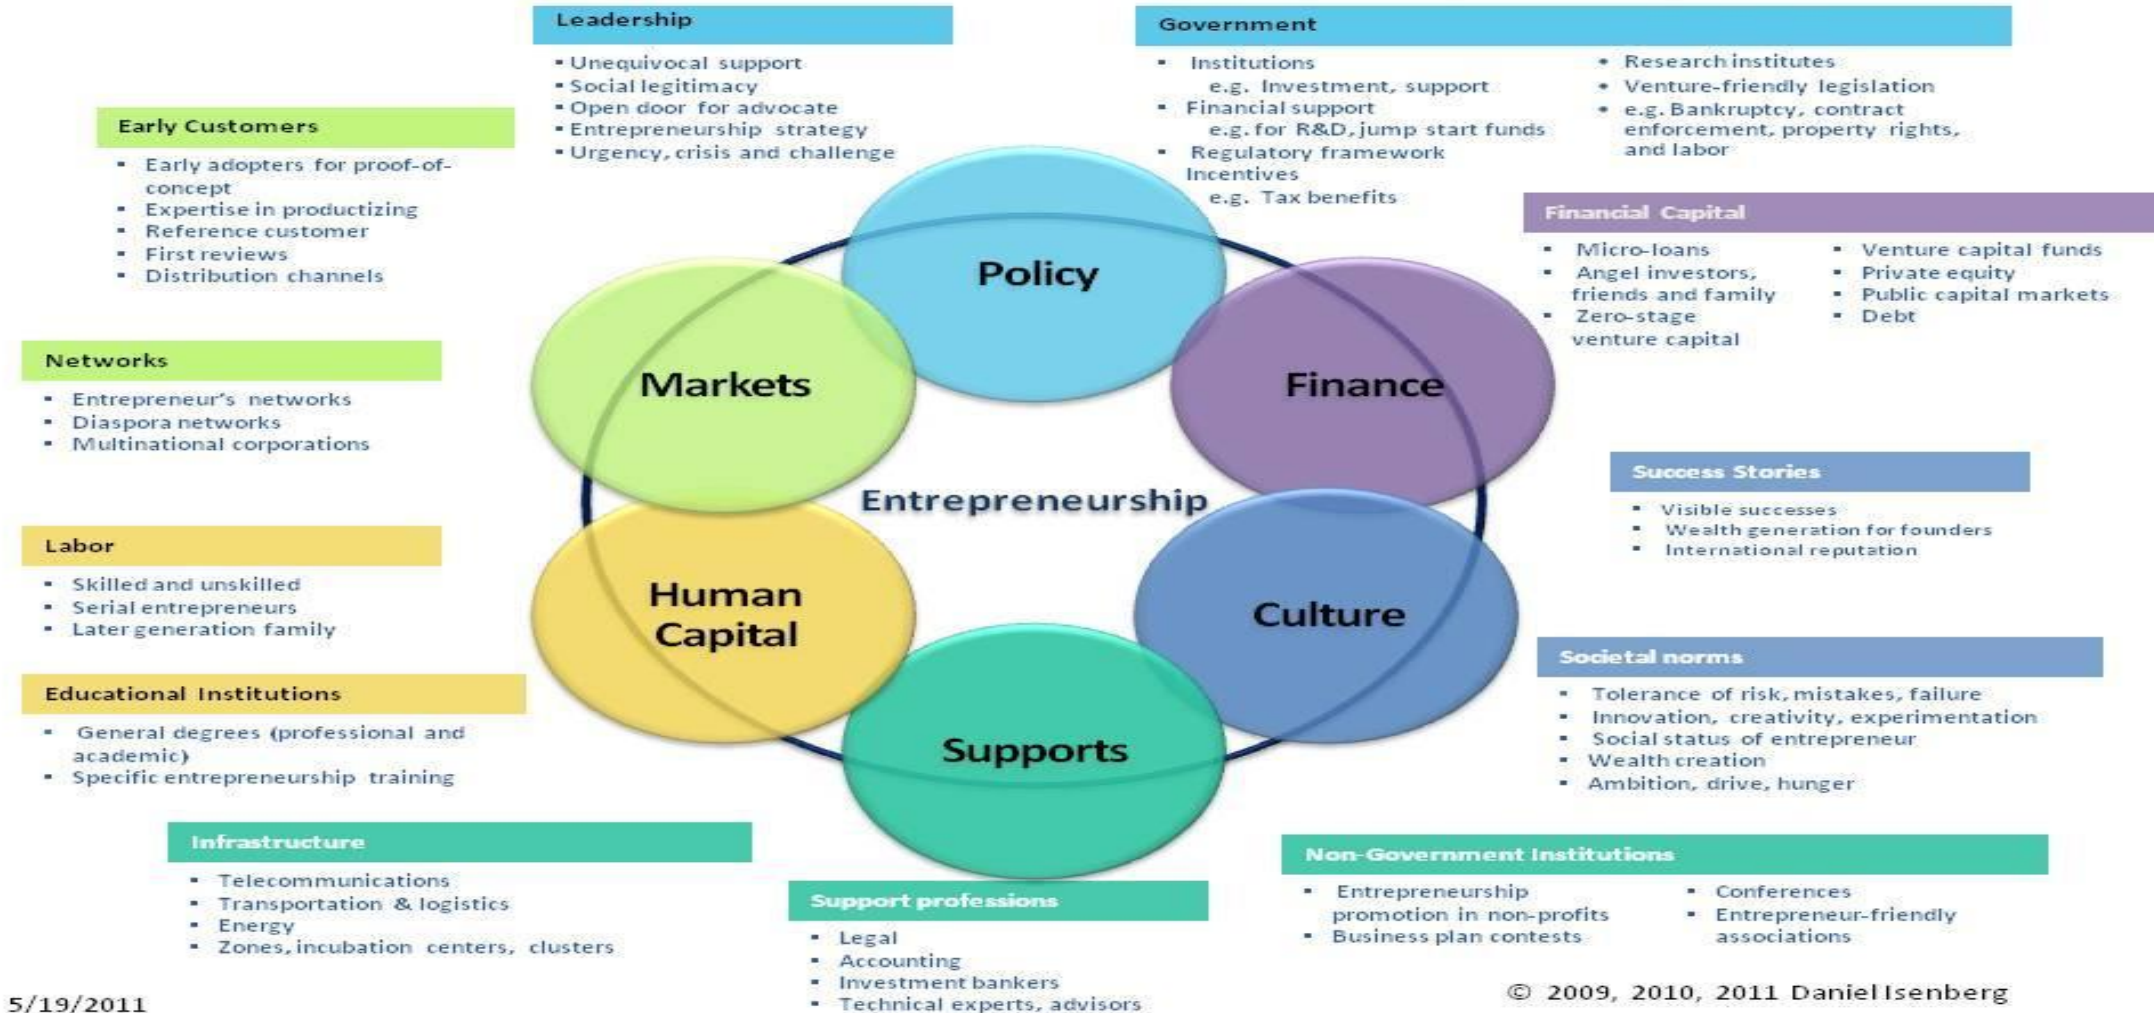 Leadership
▪ Unequivocal support
▪ Social legitimacy
▪ Open door for advocate
▪ Entrepreneurship strategy
▪ Urgency, crisis and challenge
Government
▪ Institutions
e.g. Investment, support
▪ Financial support
e.g. for R&D, jump start funds
▪ Regulatory framework
Incentives
e.g. Tax benefits
• Research institutes
• Venture-friendly legislation
• e.g. Bankruptcy, contract
enforcement, property rights,
and labor
Early Customers
▪ Early adopters for proof-of-
concept
▪ Expertise in productizing
▪ Reference customer
▪ First reviews
▪ Distribution channels
Financial Capital
▪ Micro-loans
▪ Angel investors,
friends and family
▪ Zero-stage
venture capital
▪ Venture capital funds
▪ Private equity
▪ Public capital markets
▪ Debt
Networks
▪ Entrepreneur's networks
▪ Diaspora networks
▪ Multinational corporations
Policy
Markets
Finance
Entrepreneurship
Human
Capital
Culture
Supports
Success Stories
▪ Visible successes
▪ Wealth generation for founders
▪ International reputation
Labor
▪ Skilled and unskilled
▪ Serial entrepreneurs
▪ Later generation family
Societal norms
▪ Tolerance of risk, mistakes, failure
▪ Innovation, creativity, experimentation
▪ Social status of entrepreneur
▪ Wealth creation
▪ Ambition, drive, hunger
Educational Institutions
▪ General degrees (professional and
academic)
▪ Specific entrepreneurship training
Infrastructure
▪ Telecommunications
▪ Transportation & logistics
▪ Energy
▪ Zones, incubation centers, clusters
Support professions
▪ Legal
▪ Accounting
▪ Investment bankers
▪ Technical experts, advisors
Non-Government Institutions
▪ Entrepreneurship
promotion in non-profits
▪ Business plan contests
▪ Conferences
▪ Entrepreneur-friendly
associations
5/19/2011
© 2009, 2010, 2011 Daniel Isenberg